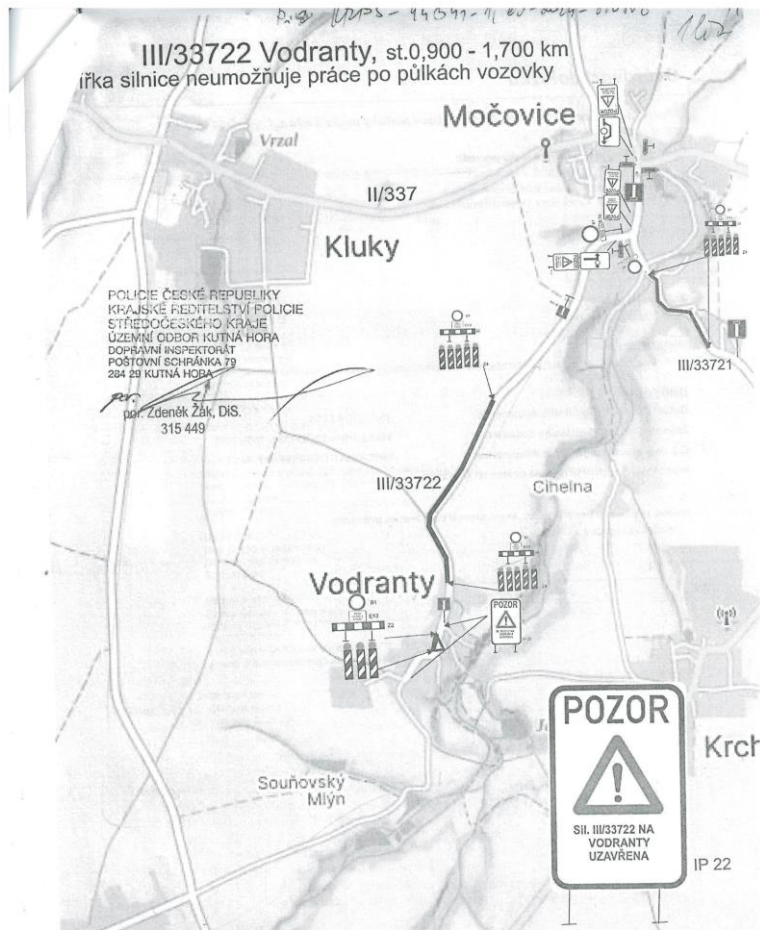 III/33722 Vodranty, st.0,900 - 1,700 km
ířka silnice neumožňuje práce po půlkách vozovky
Močovice
Vrzal
II/337
Kluky
POLICIE ČESKÉ REPUBLIKY
KRAJSKÉ ŘEDITELSTVÍ POLICIE
STŘEDOČESKÉHO KRAJE
ÚZEMNÍ ODBOR KUTNÁ HORA
DOPRAVNÍ INSPEKTORÁT
POŠTOVNÍ SCHRÁNKA 79
284 29 KUTNÁ HORA
por. Zdeněk Žák, DiS.
315 449
III/33721
III/33722
Cihelna
Vodranty
B1
Z2
POZOR
Souňovský
Mlýn
Krch
POZOR
Sil. III/33722 NA
VODRANTY
UZAVŘENA
IP 22